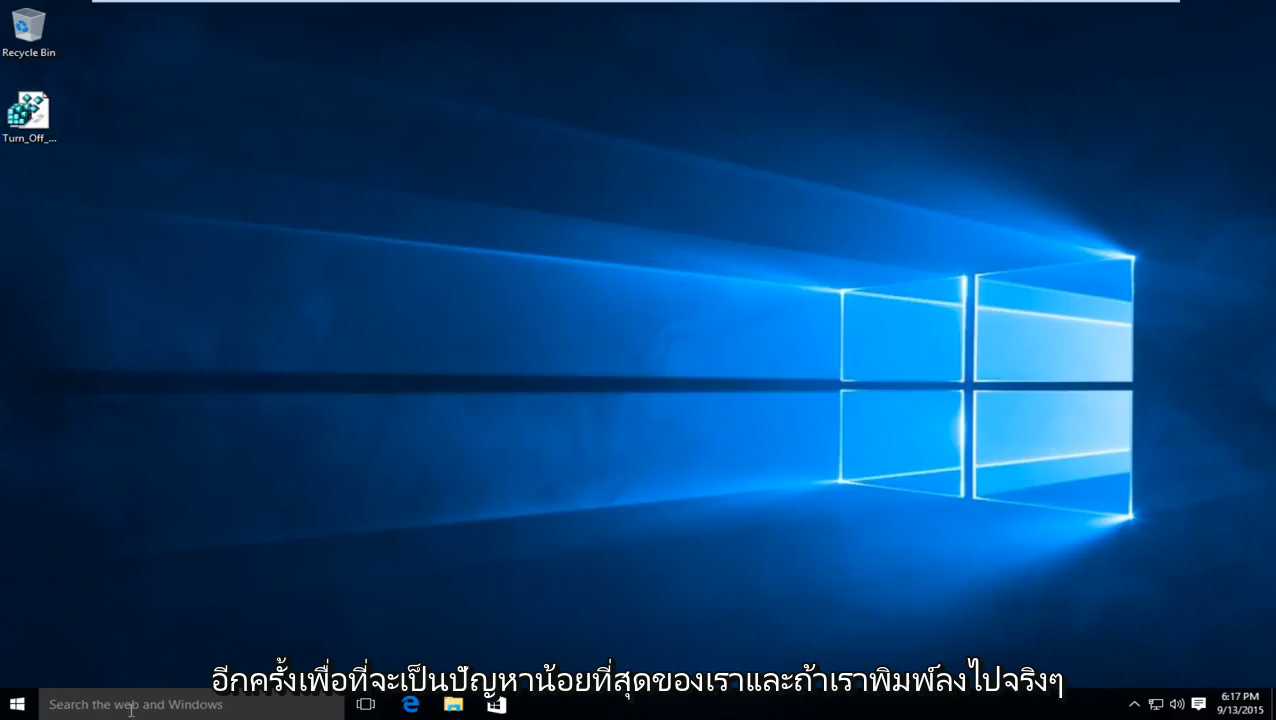 Recycle Bin
Turn_Off_...
อีกครั้งเพื่อที่จะเป็นปัญหาน้อยที่สุดของเราและถ้าเราพิมพ์ลงไปจริงๆ
Search the web and Windows
6:17 PM
9/13/2015